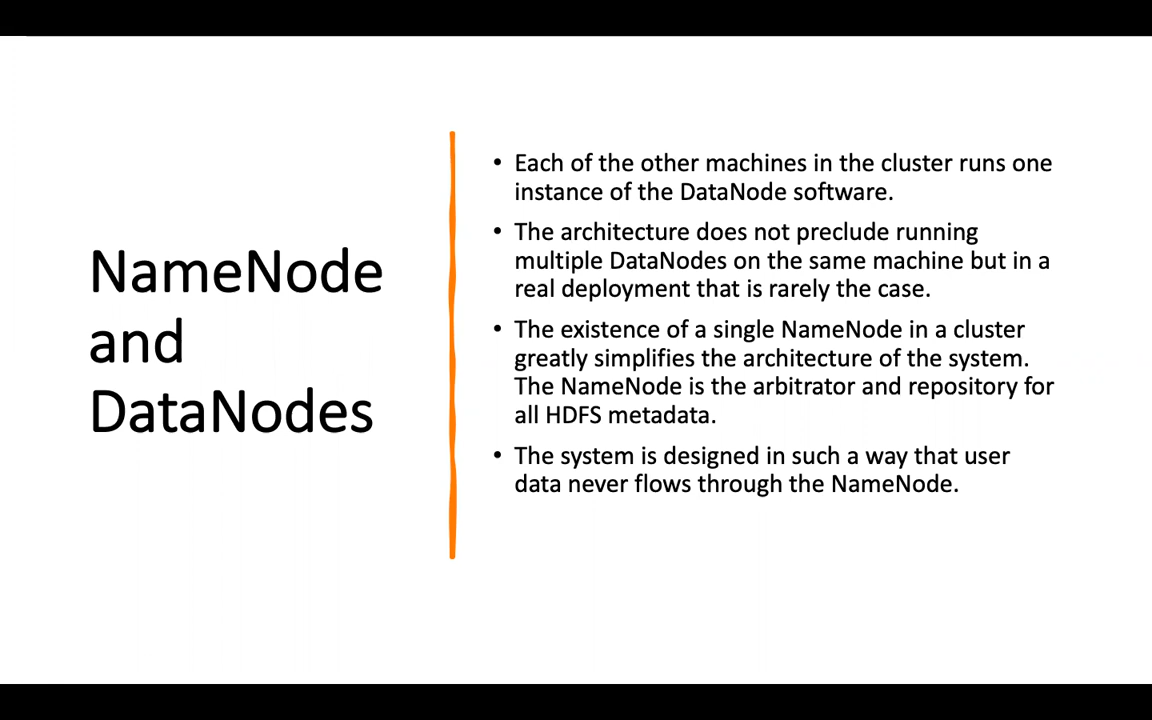 NameNode
and
DataNodes
• Each of the other machines in the cluster runs one
instance of the DataNode software.
• The architecture does not preclude running
multiple DataNodes on the same machine but in a
real deployment that is rarely the case.
• The existence of a single NameNode in a cluster
greatly simplifies the architecture of the system.
The NameNode is the arbitrator and repository for
all HDFS metadata.
• The system is designed in such a way that user
data never flows through the NameNode.